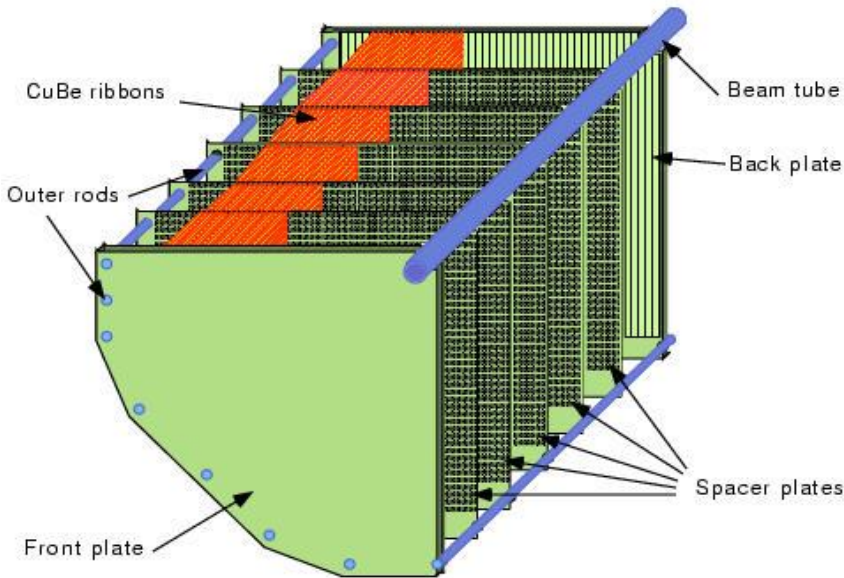 CuBe ribbons
Beam tube
Back plate
Outer rods
Spacer plates
Front plate